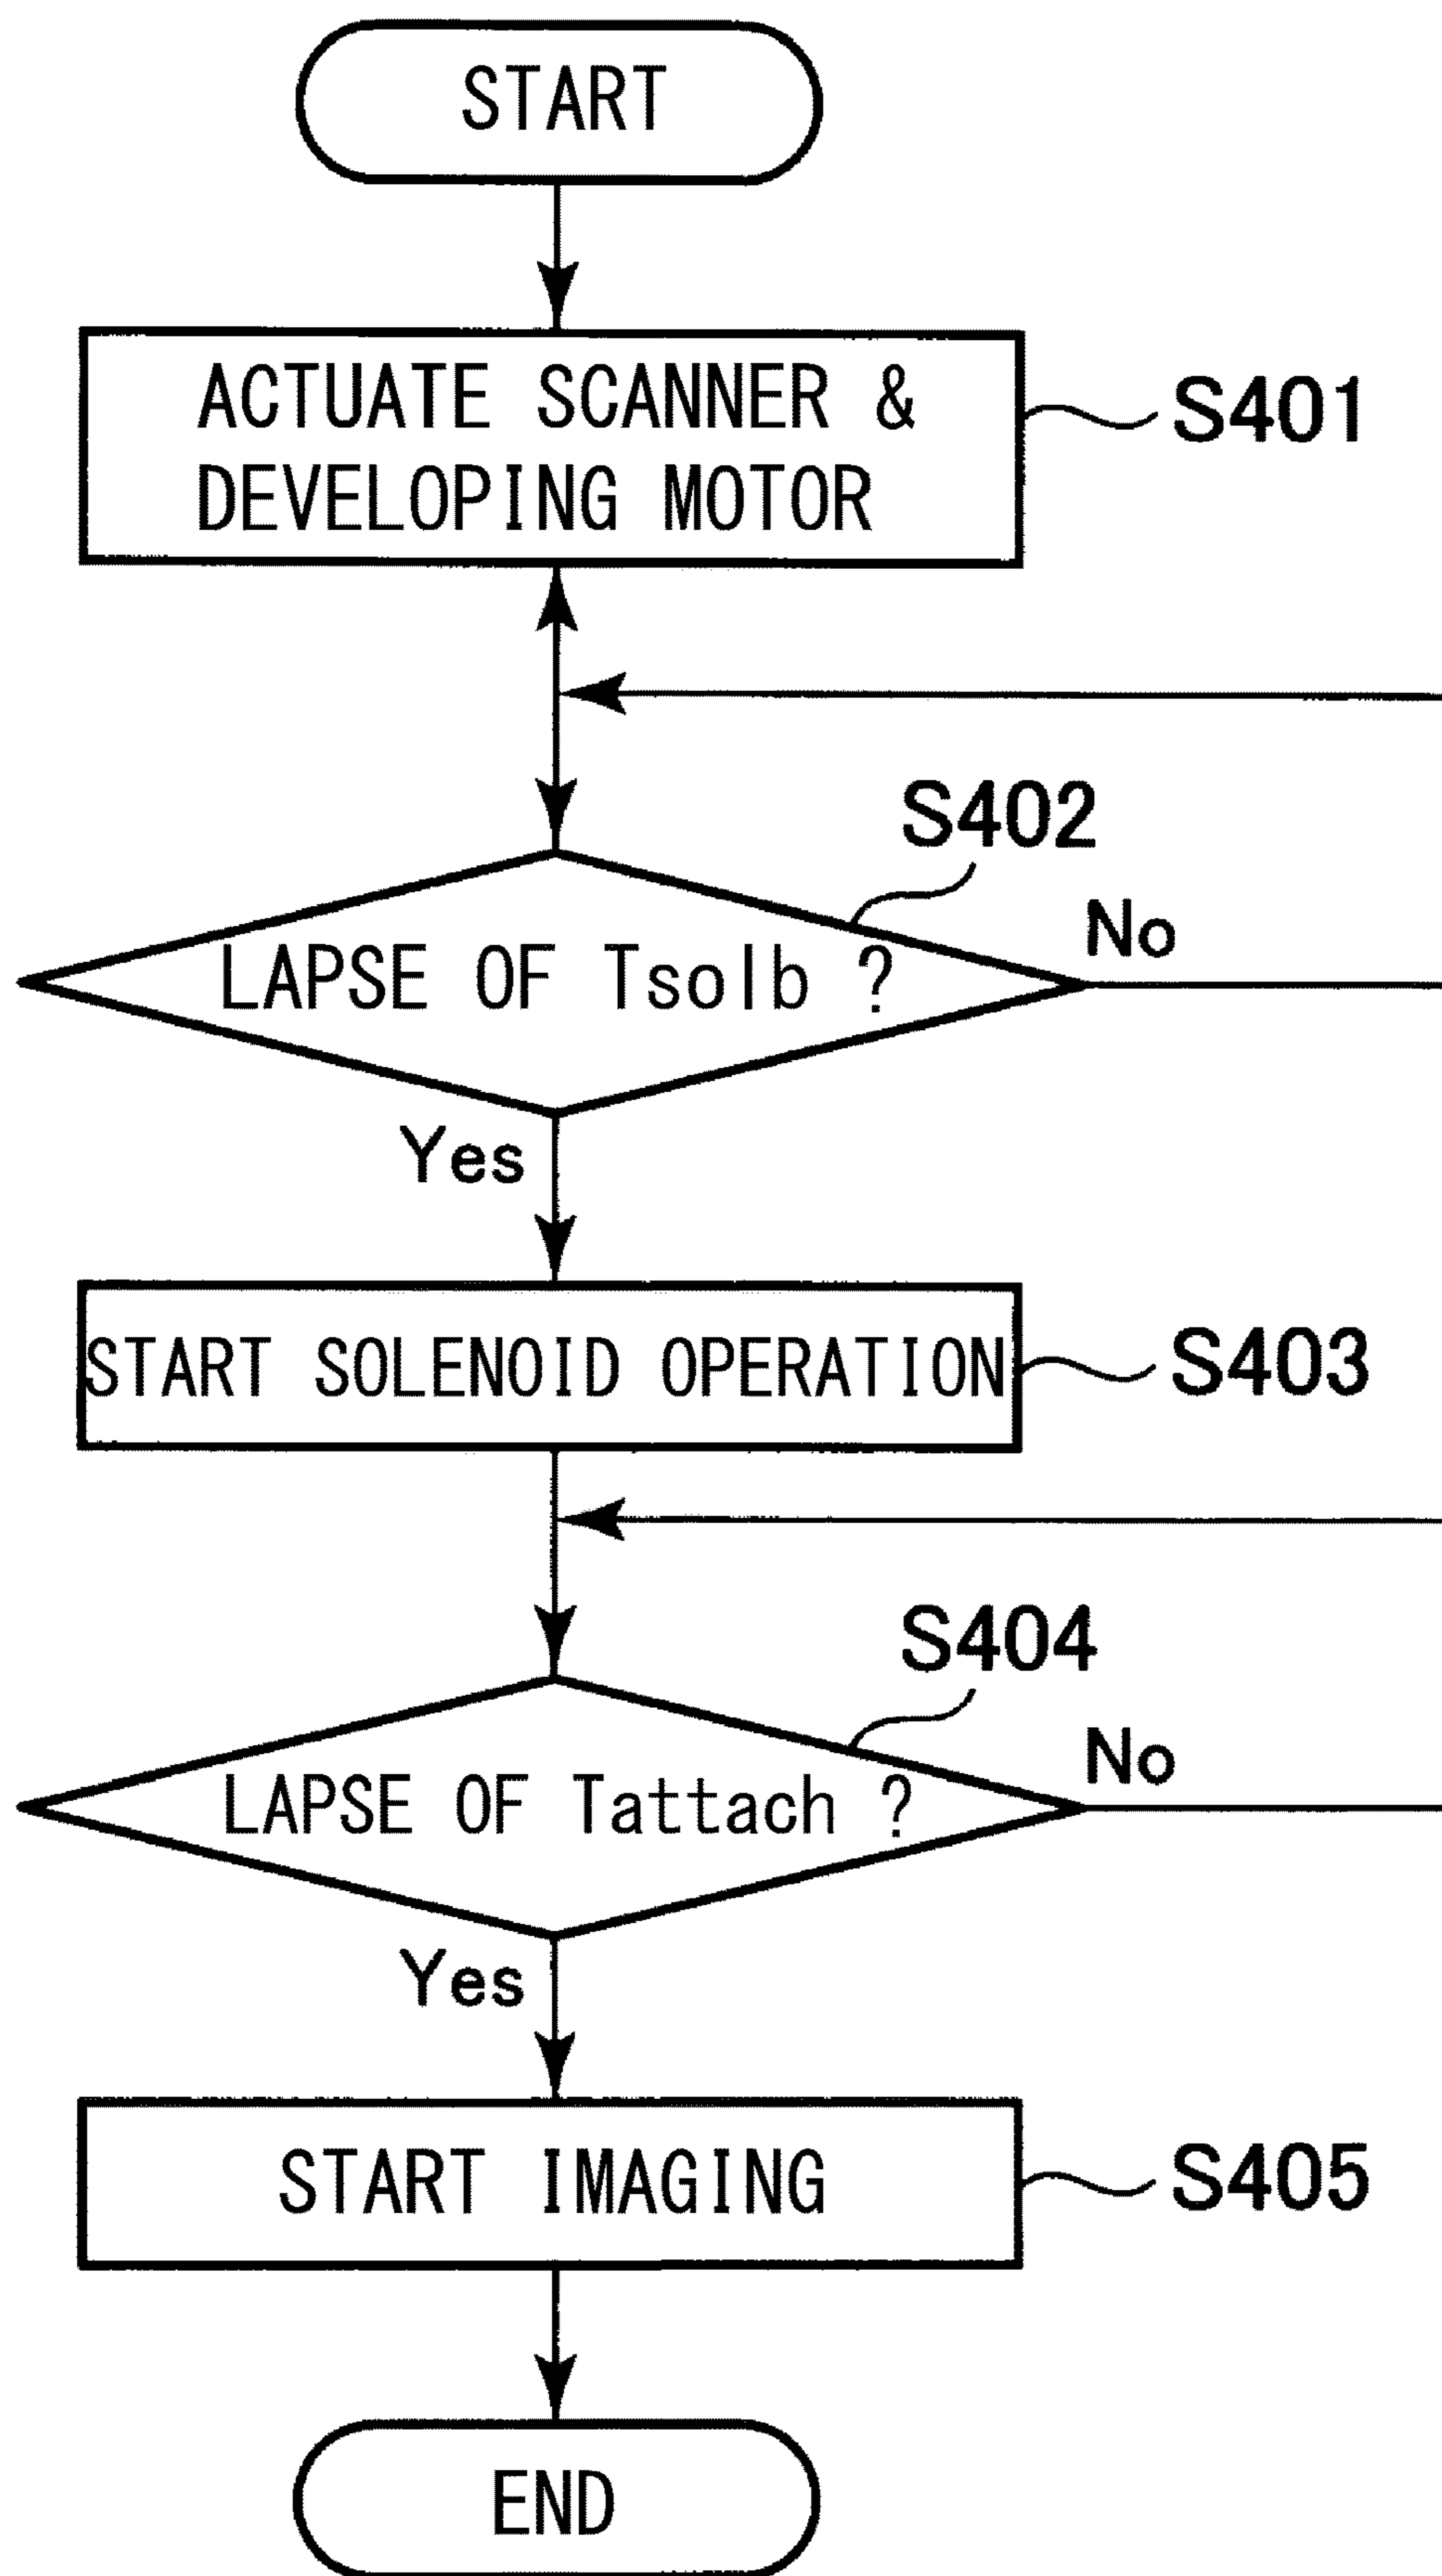 START
ACTUATE SCANNER &
DEVELOPING MOTOR
S401
S402
LAPSE OF Tsolb ?
No
Yes
START SOLENOID OPERATION
S403
S404
LAPSE OF Tattach ?
No
Yes
START IMAGING
S405
END